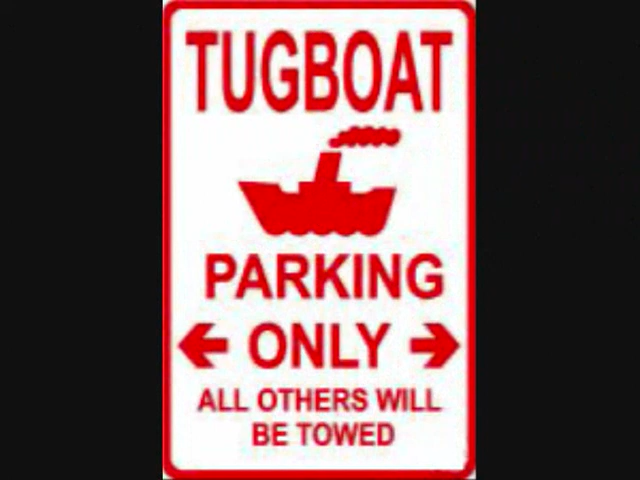 TUGBOAT
PARKING
ONLY
ALL OTHERS WILL
BE TOWED